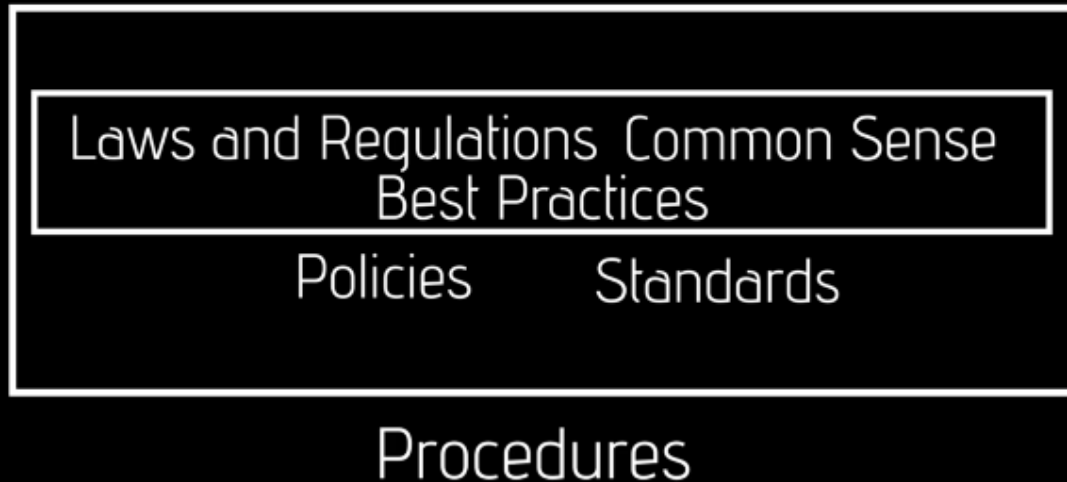 Laws and Regulations Common Sense
Best Practices
Policies Standards
Procedures